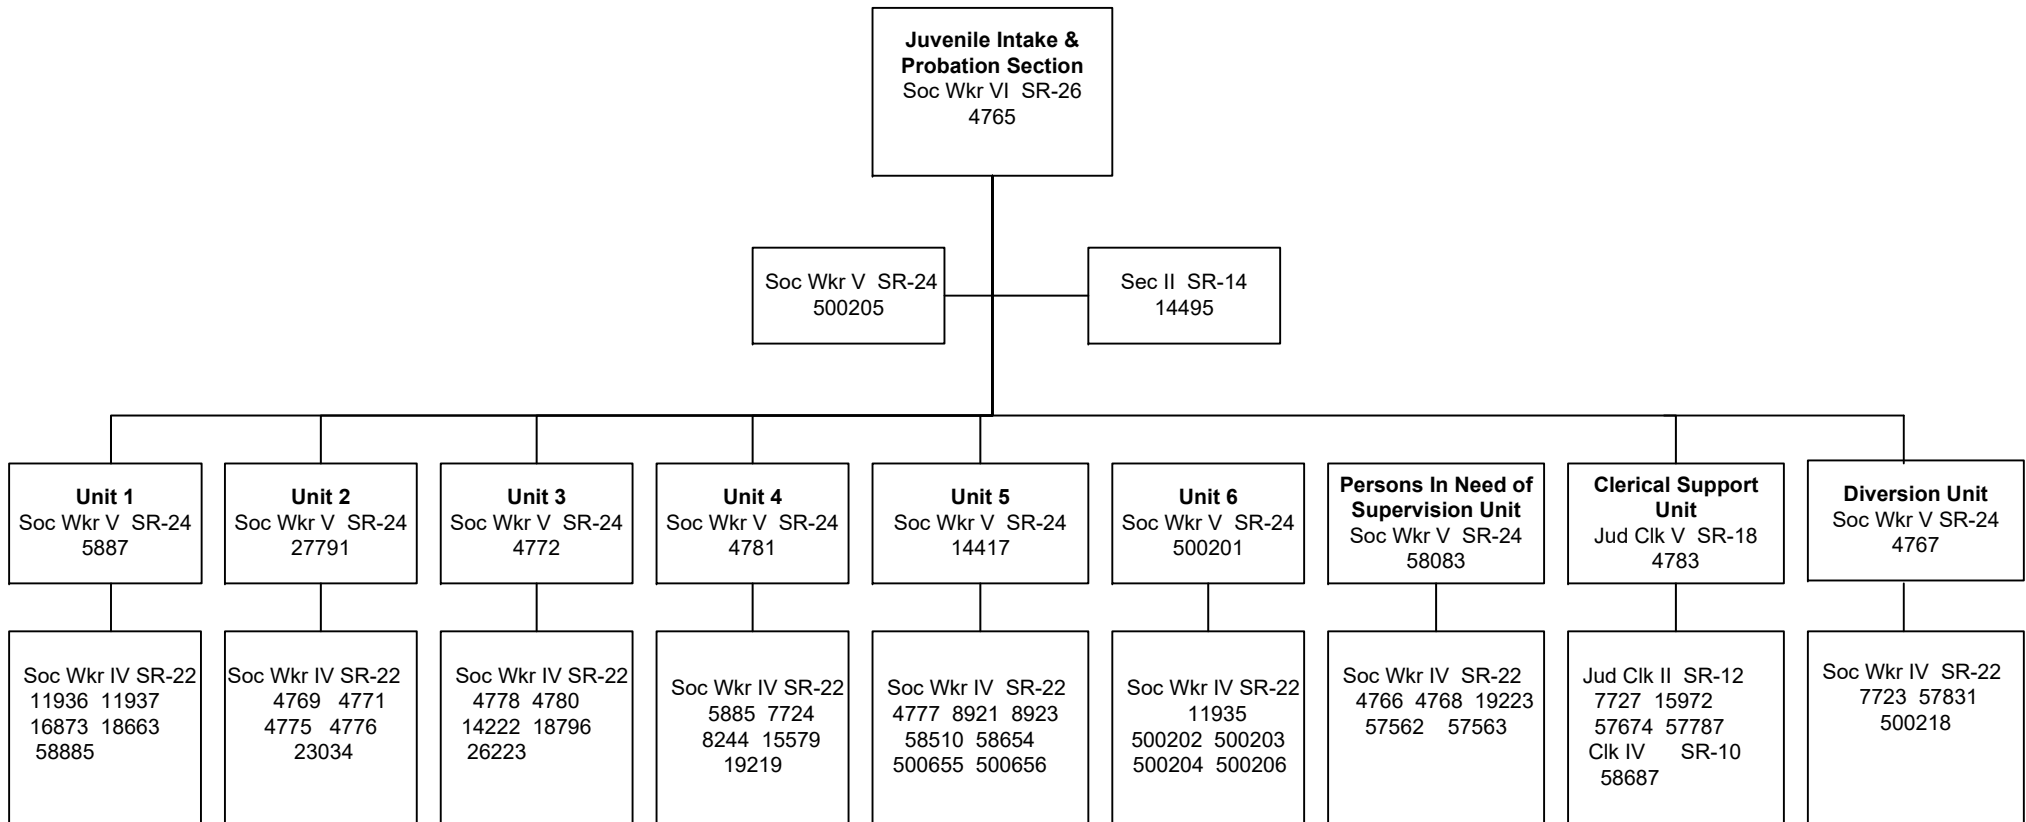 Juvenile Intake &
Probation Section
Soc Wkr VI SR-26
4765
Soc Wkr V SR-24
500205
Sec II SR-14
14495
Unit 1
Soc Wkr V SR-24
5887
Unit 2
Soc Wkr V SR-24
27791
Unit 3
Soc Wkr V SR-24
4772
Unit 4
Soc Wkr V SR-24
4781
Unit 5
Soc Wkr V SR-24
14417
Unit 6
Soc Wkr V SR-24
500201
Persons In Need of
Supervision Unit
Soc Wkr V SR-24
58083
Clerical Support
Unit
Jud Clk V SR-18
4783
Diversion Unit
Soc Wkr V SR-24
4767
Soc Wkr IV SR-22
11936 11937
16873 18663
58885
Soc Wkr IV SR-22
4769 4771
4775 4776
23034
Soc Wkr IV SR-22
4778 4780
14222 18796
26223
Soc Wkr IV SR-22
5885 7724
8244 15579
19219
Soc Wkr IV SR-22
4777 8921 8923
58510 58654
500655 500656
Soc Wkr IV SR-22
11935
500202 500203
500204 500206
Soc Wkr IV SR-22
4766 4768 19223
57562 57563
Jud Clk II SR-12
7727 15972
57674 57787
Clk IV SR-10
58687
Soc Wkr IV SR-22
7723 57831
500218